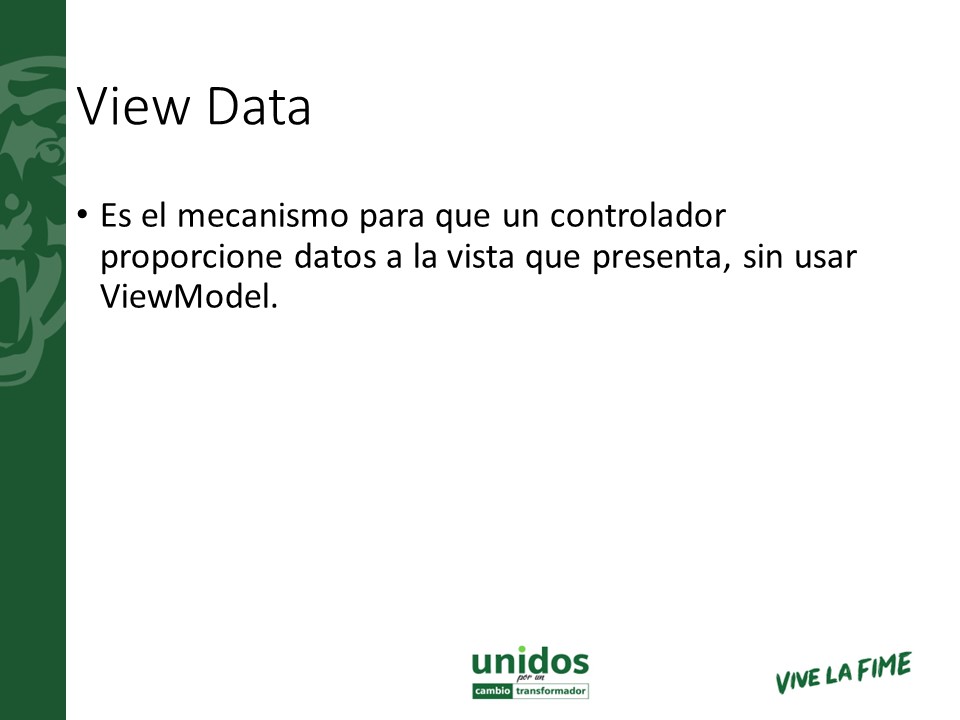 View Data
• Es el mecanismo para que un controlador
proporcione datos a la vista que presenta, sin usar
ViewModel.
unidos
por un
cambio transformador
VIVE LA FIME